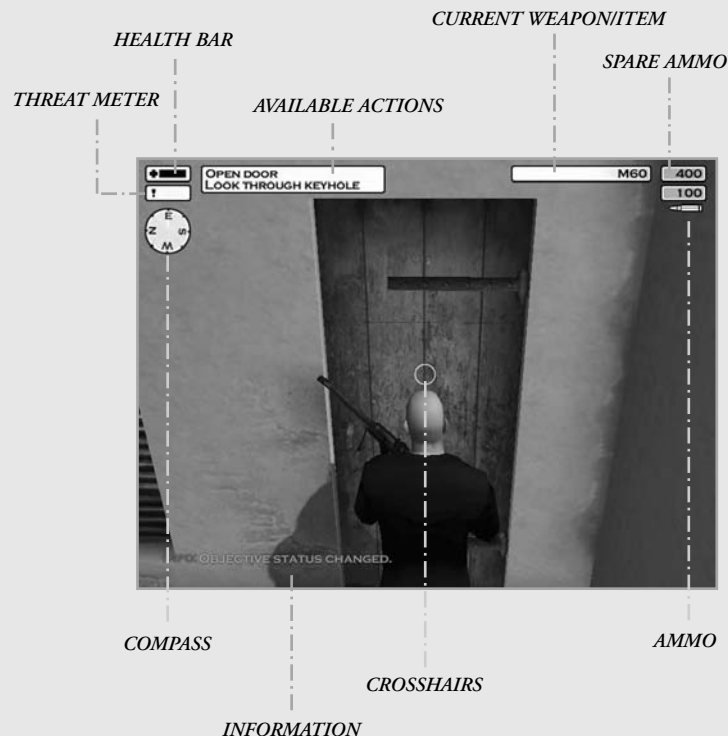 CURRENT WEAPON/ITEM
HEALTH BAR
SPARE AMMO
THREAT METER
AVAILABLE ACTIONS
OPEN DOOR
LOOK THROUGH KEYHOLE
M60
400
!
100
E
N
S
W
OBJECTIVE STATUS CHANGED.
COMPASS
AMMO
CROSSHAIRS
INFORMATION